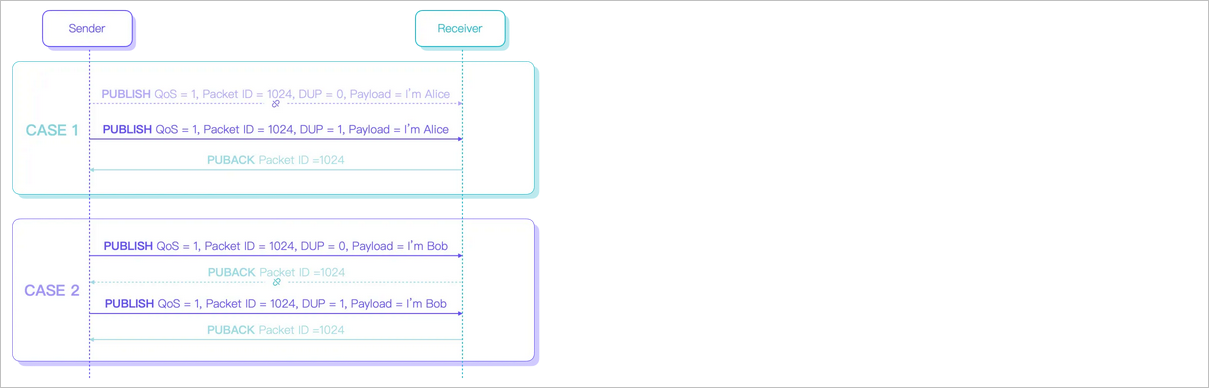 Sender
Receiver
PUBLISH QoS = 1, Packet ID = 1024, DUP = 0, Payload = I'm Alice
CASE 1
PUBLISH QoS = 1, Packet ID = 1024, DUP = 1, Payload = I'm Alice
PUBACK Packet ID =1024
PUBLISH QoS = 1, Packet ID = 1024, DUP = 0, Payload = I'm Bob
PUBACK Packet ID =1024
CASE 2
PUBLISH QoS = 1, Packet ID = 1024, DUP = 1, Payload = I'm Bob
PUBACK Packet ID =1024